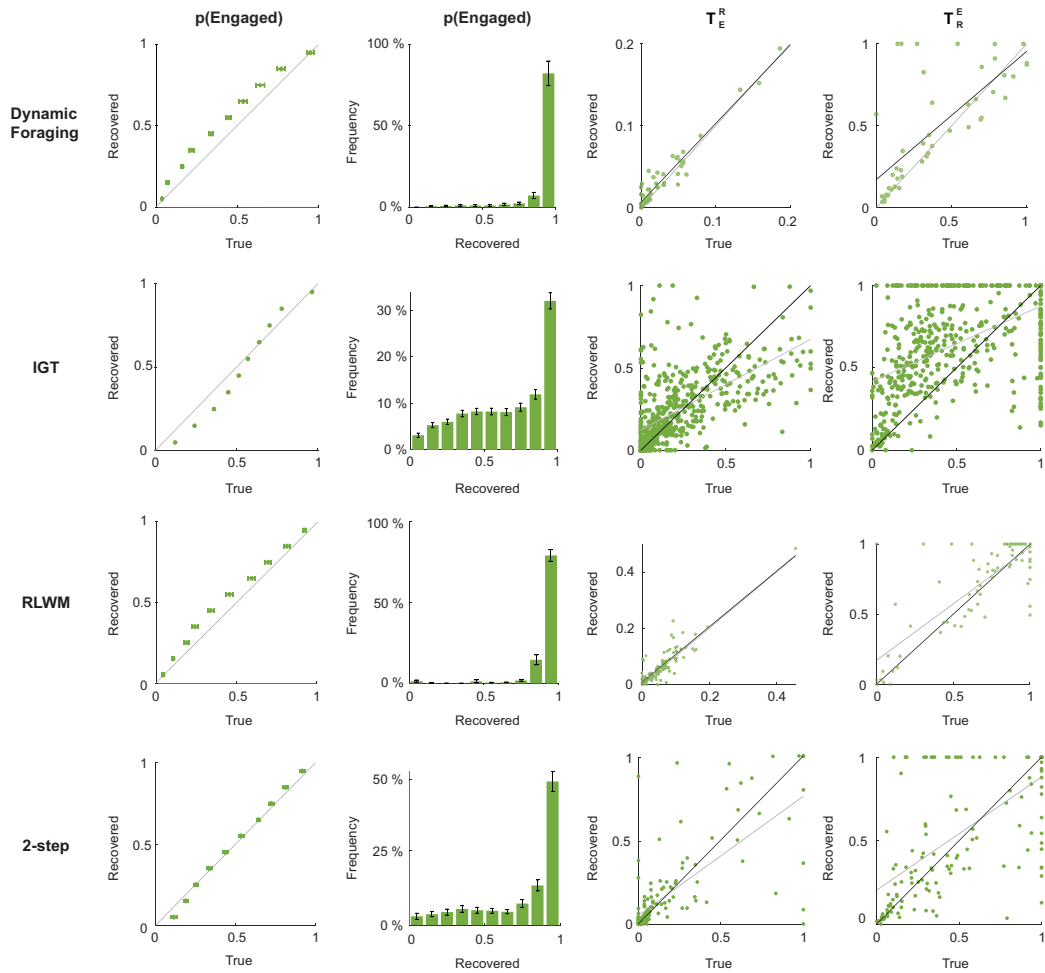 p(Engaged) p(Engaged) T_E^R T_R^E
Dynamic
Foraging
Recovered
1
0.5
0
0 0.5 1
True
Frequency
100 %
50 %
0 %
0 1
Recovered
Recovered
0.2
0.1
0
0 0.1 0.2
True
Recovered
1
0.5
0
0 0.5 1
True
IGT
Recovered
1
0.5
0
0 0.5 1
True
Frequency
30 %
20 %
10 %
0 %
0 0.5 1
Recovered
Recovered
1
0.5
0
0 0.5 1
True
Recovered
1
0.5
0
0 0.5 1
True
RLWM
Recovered
1
0.5
0
0 0.5 1
True
Frequency
100 %
50 %
0 %
0 0.5 1
Recovered
Recovered
0.4
0.2
0
0 0.2 0.4
True
Recovered
1
0.5
0
0 0.5 1
True
2-step
Recovered
1
0.5
0
0 0.5 1
True
Frequency
50 %
25 %
0 %
0 0.5 1
Recovered
Recovered
1
0.5
0
0 0.5 1
True
Recovered
1
0.5
0
0 0.5 1
True